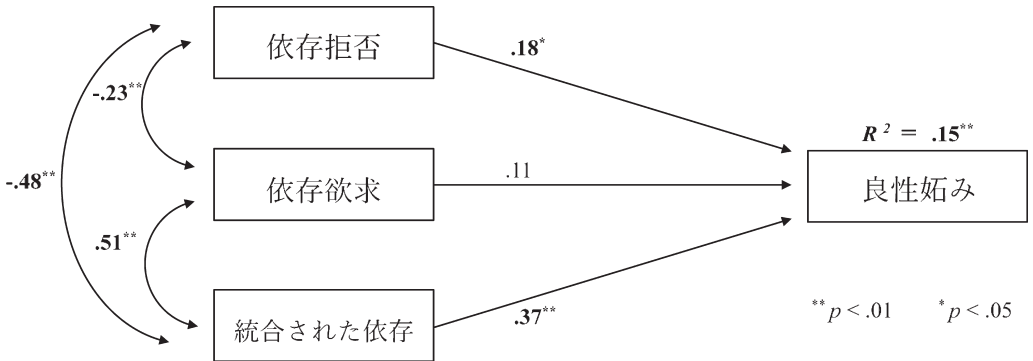 依存拒否
.18*
-.23**
R² = .15**
-.48**
依存欲求
.11
良性妬み
.51**
統合された依存
.37**
**p < .01 *p < .05